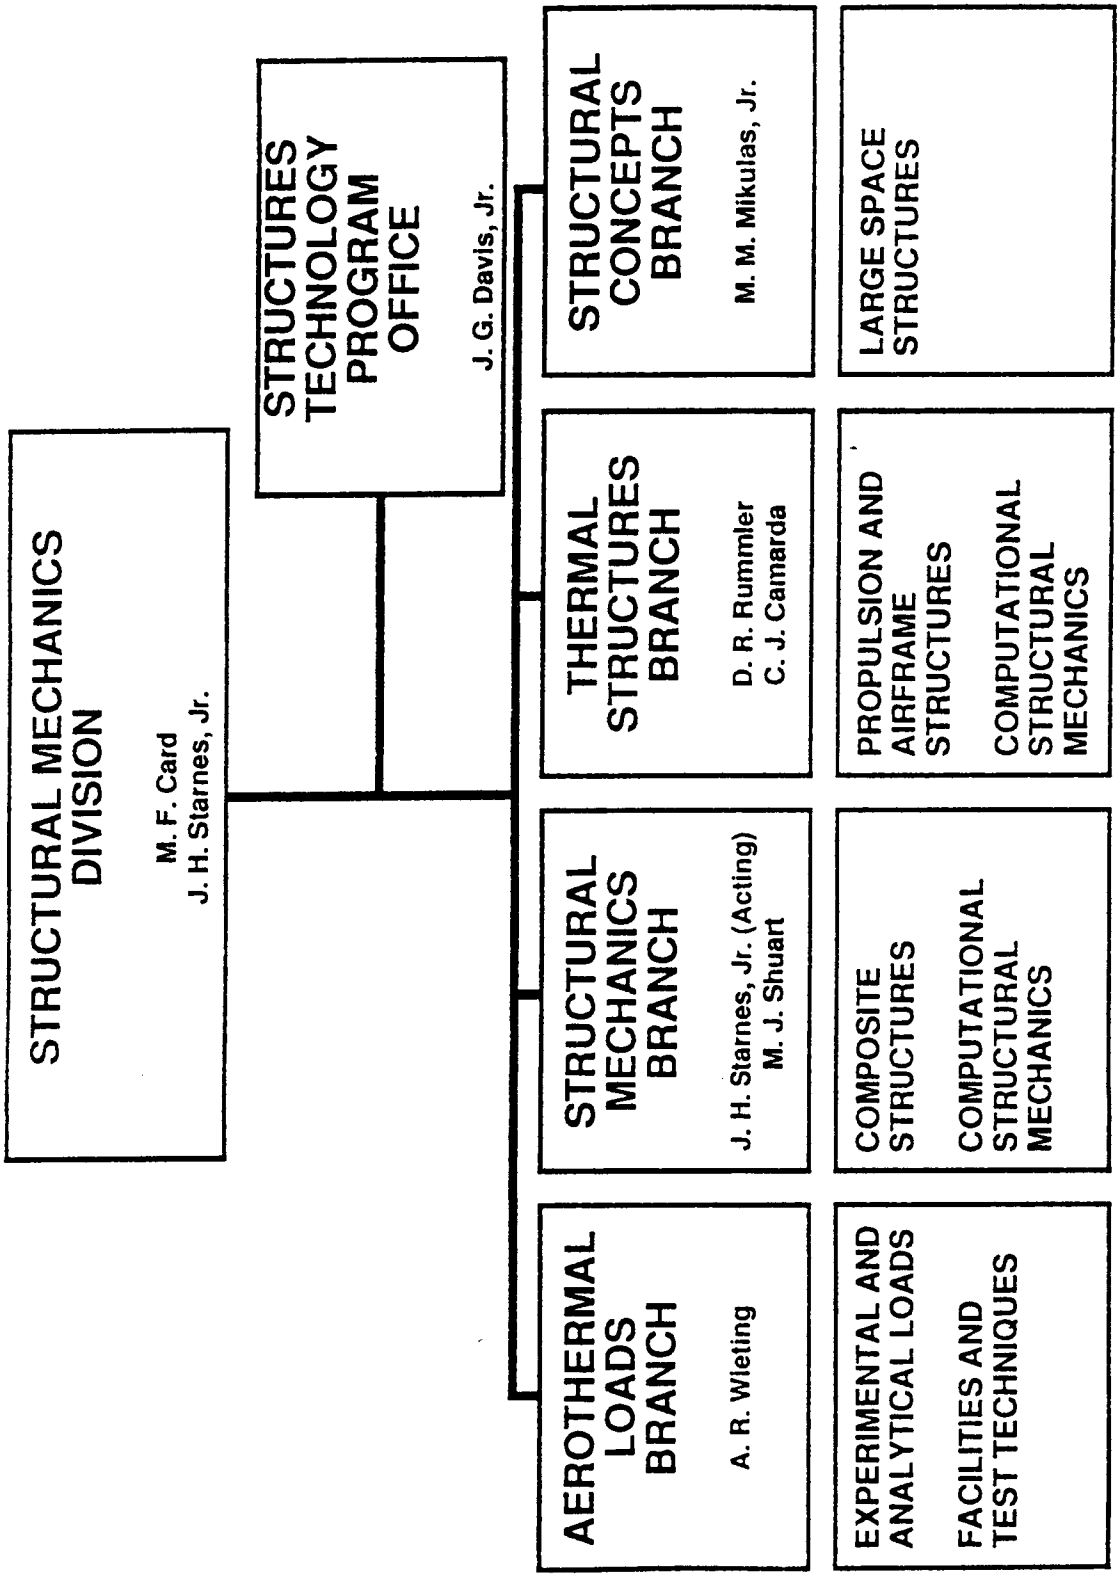 STRUCTURAL MECHANICS
DIVISION
M. F. Card
J. H. Starnes, Jr.
STRUCTURES
TECHNOLOGY
PROGRAM
OFFICE
J. G. Davis, Jr.
AEROTHERMAL
LOADS
BRANCH
A. R. Wieting
STRUCTURAL
MECHANICS
BRANCH
J. H. Starnes, Jr. (Acting)
M. J. Shuart
THERMAL
STRUCTURES
BRANCH
D. R. Rummler
C. J. Camarda
STRUCTURAL
CONCEPTS
BRANCH
M. M. Mikulas, Jr.
EXPERIMENTAL AND
ANALYTICAL LOADS
FACILITIES AND
TEST TECHNIQUES
COMPOSITE
STRUCTURES
COMPUTATIONAL
STRUCTURAL
MECHANICS
PROPULSION AND
AIRFRAME
STRUCTURES
COMPUTATIONAL
STRUCTURAL
MECHANICS
LARGE SPACE
STRUCTURES